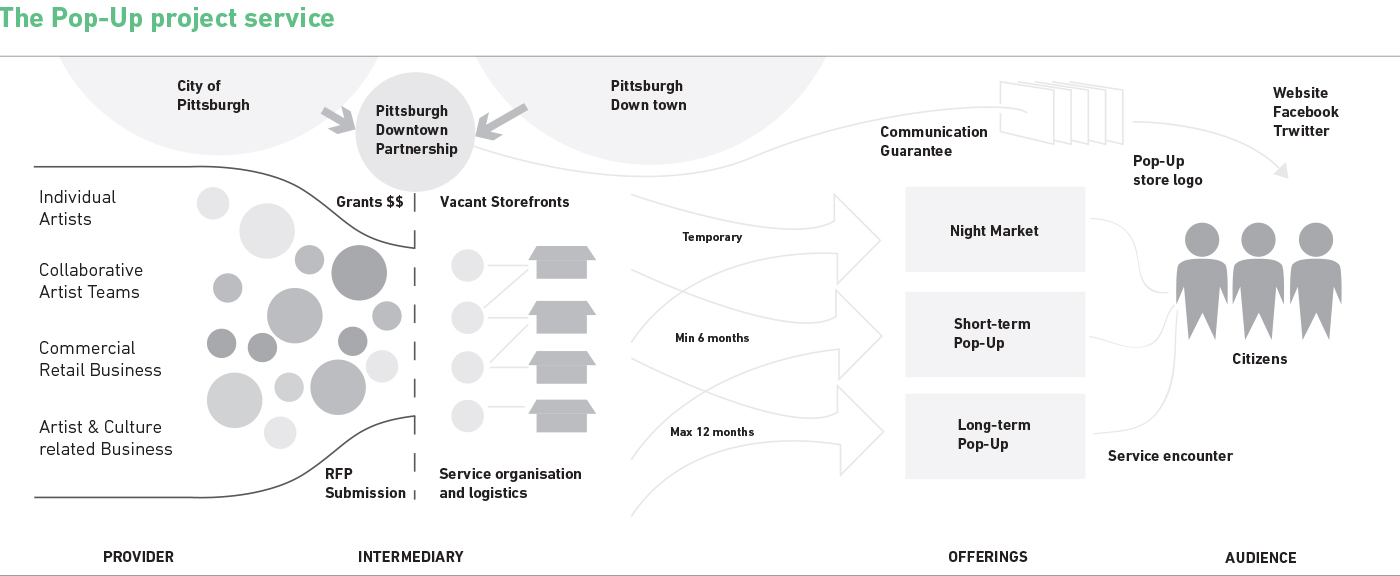 The Pop-Up project service
City of
Pittsburgh
Pittsburgh
Downtown
Partnership
Pittsburgh
Down town
Communication
Guarantee
Website
Facebook
Trwitter
Pop-Up
store logo
Individual
Artists
Collaborative
Artist Teams
Commercial
Retail Business
Artist & Culture
related Business
Grants $$
Vacant Storefronts
RFP
Submission
Service organisation
and logistics
Temporary
Min 6 months
Max 12 months
Night Market
Short-term
Pop-Up
Long-term
Pop-Up
Citizens
Service encounter
PROVIDER
INTERMEDIARY
OFFERINGS
AUDIENCE